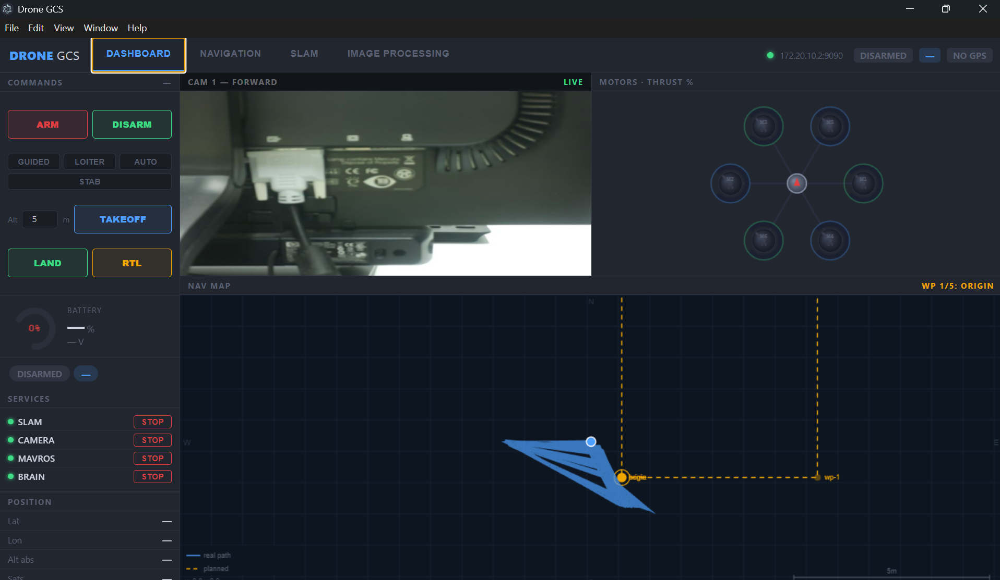 Drone GCS
File Edit View Window Help
DRONE GCS
DASHBOARD
NAVIGATION
SLAM
IMAGE PROCESSING
172.20.10.2:9090
DISARMED
—
NO GPS
COMMANDS —
CAM 1 — FORWARD
LIVE
MOTORS · THRUST %
ARM
DISARM
GUIDED
LOITER
AUTO
STAB
Alt 5 m
TAKEOFF
LAND
RTL
M3
M5
M2
M1
M6
M4
CE FC
NAV MAP
WP 1/5: ORIGIN
BATTERY
0%
— %
— V
DISARMED
—
SERVICES
SLAM STOP
CAMERA STOP
MAVROS STOP
BRAIN STOP
POSITION
Lat —
Lon —
Alt abs —
Sats —
N
W
E
wp-1
real path
planned
5m